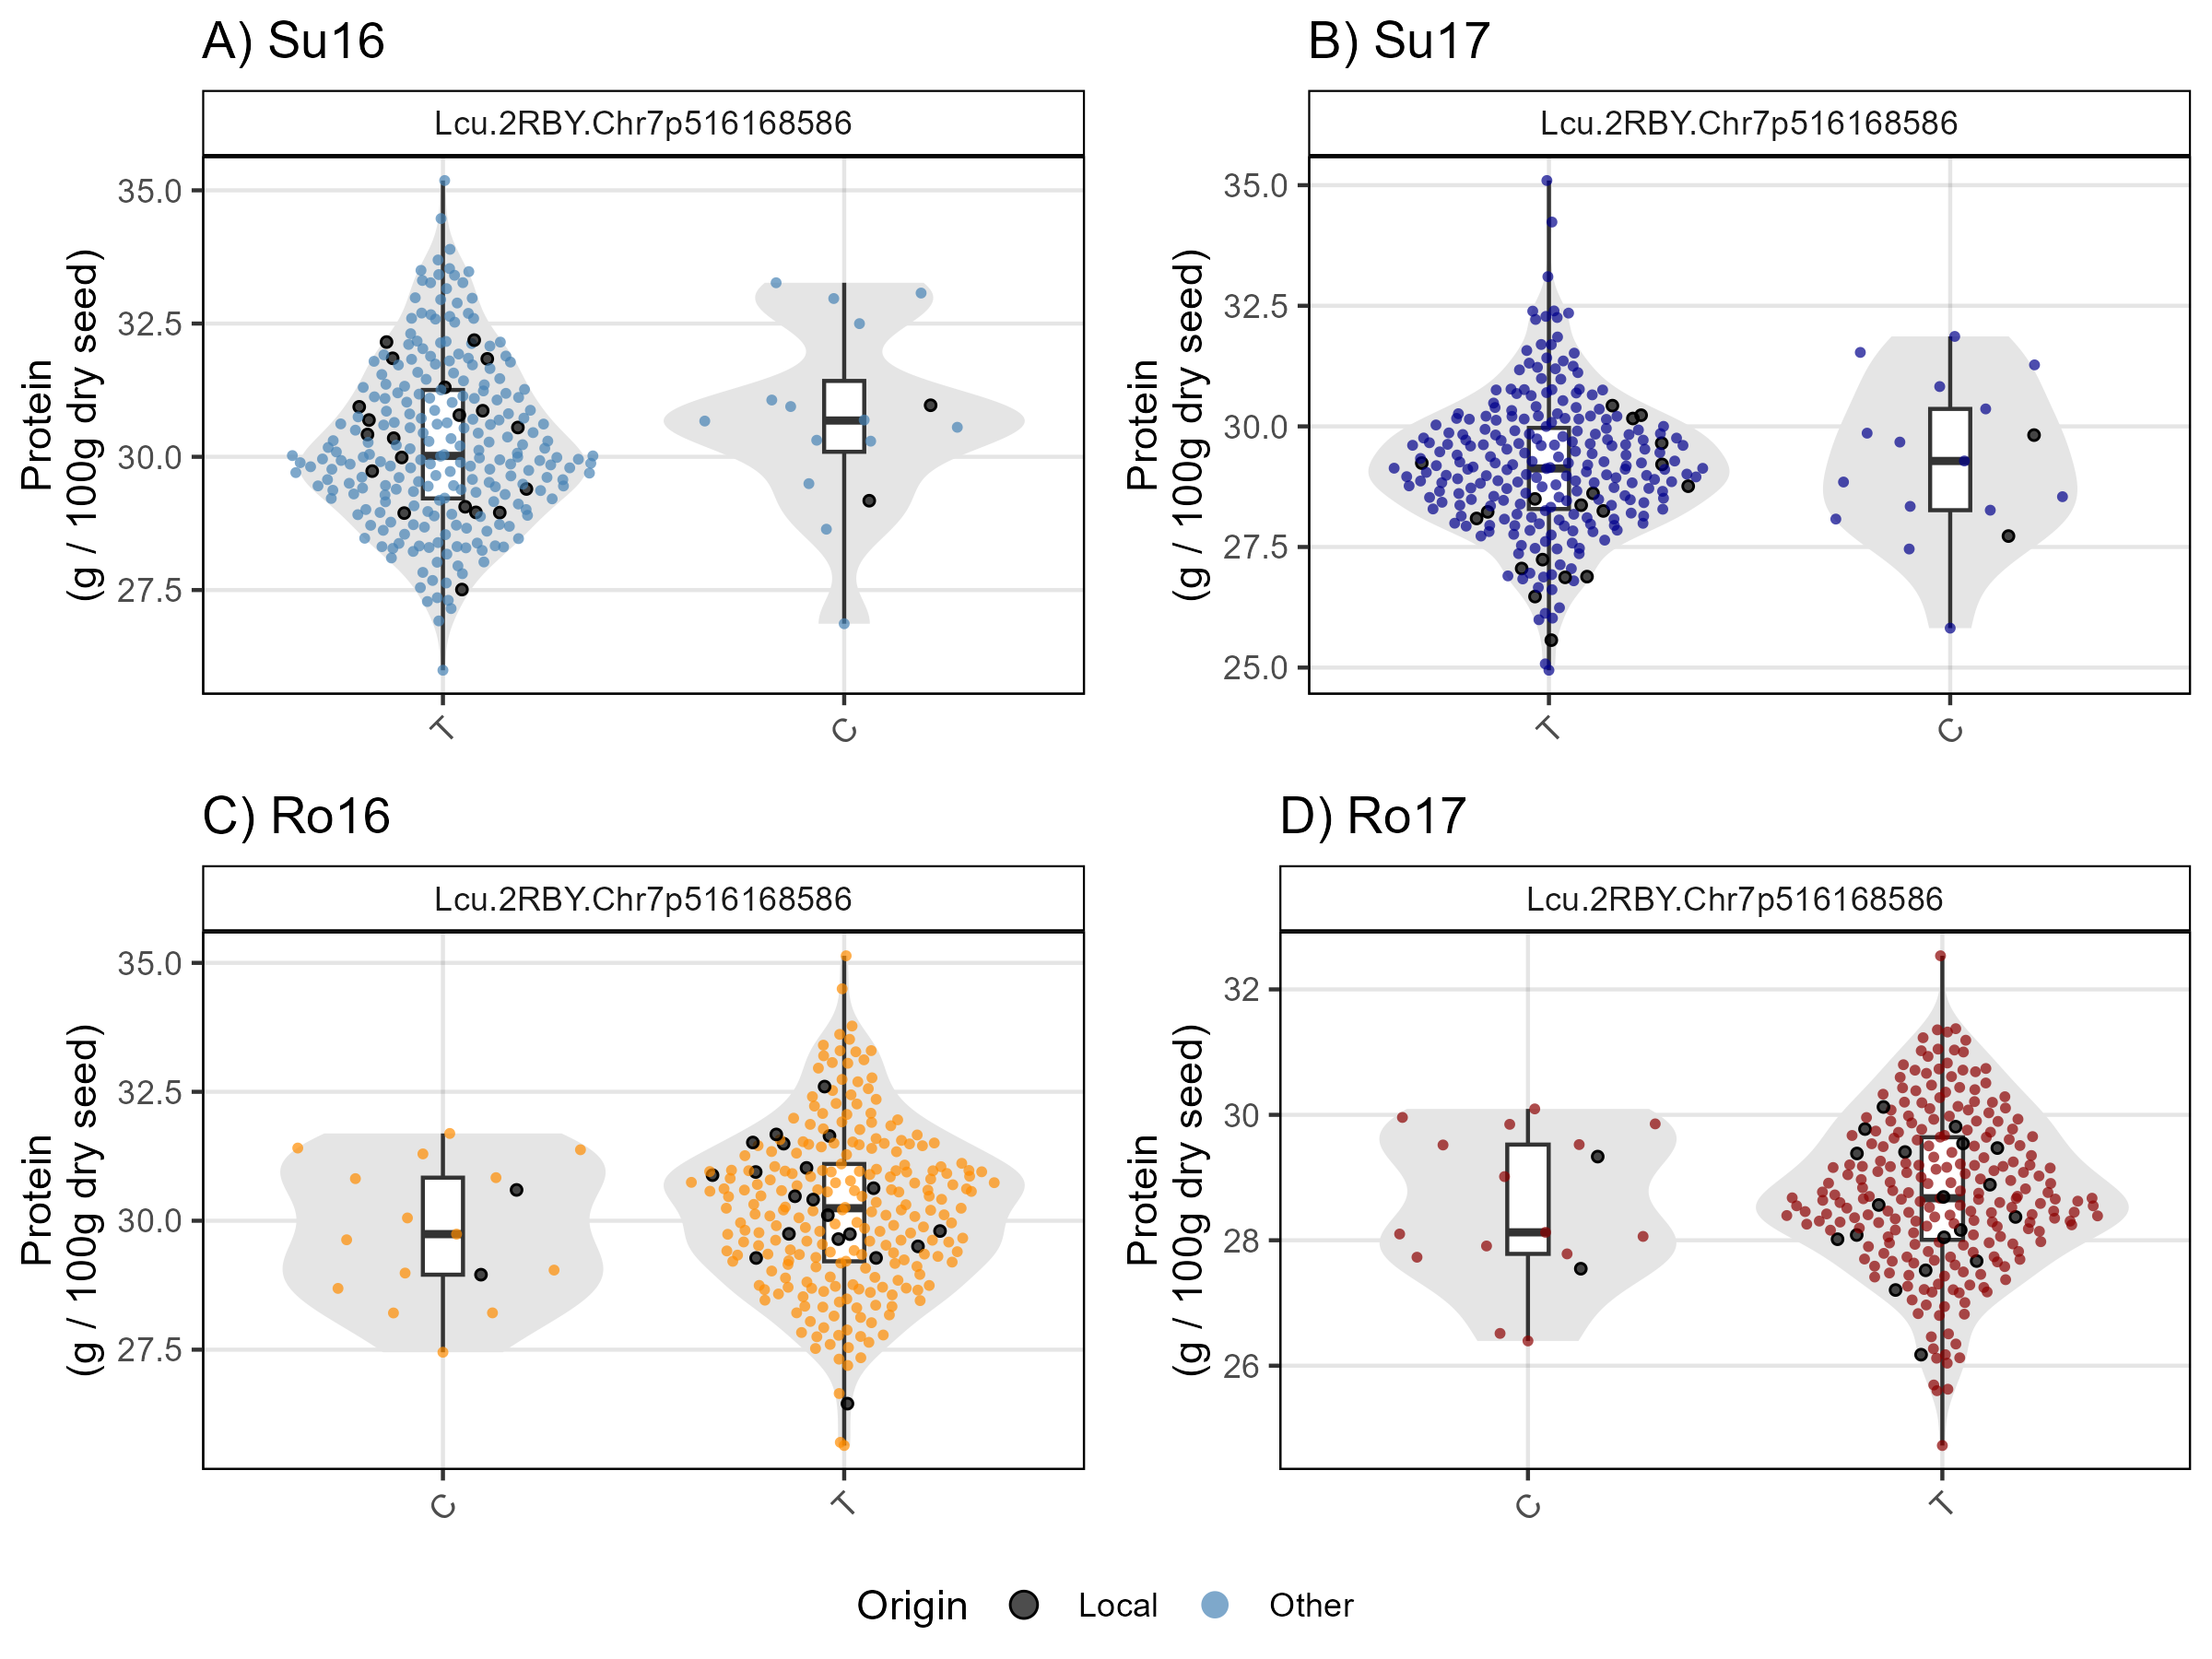 A) Su16
Lcu.2RBY.Chr7p516168586
Protein
(g / 100g dry seed)
35.0
32.5
30.0
27.5
T
C
B) Su17
Lcu.2RBY.Chr7p516168586
Protein
(g / 100g dry seed)
35.0
32.5
30.0
27.5
25.0
T
C
C) Ro16
Lcu.2RBY.Chr7p516168586
Protein
(g / 100g dry seed)
35.0
32.5
30.0
27.5
C
T
D) Ro17
Lcu.2RBY.Chr7p516168586
Protein
(g / 100g dry seed)
32
30
28
26
C
T
Origin
Local
Other